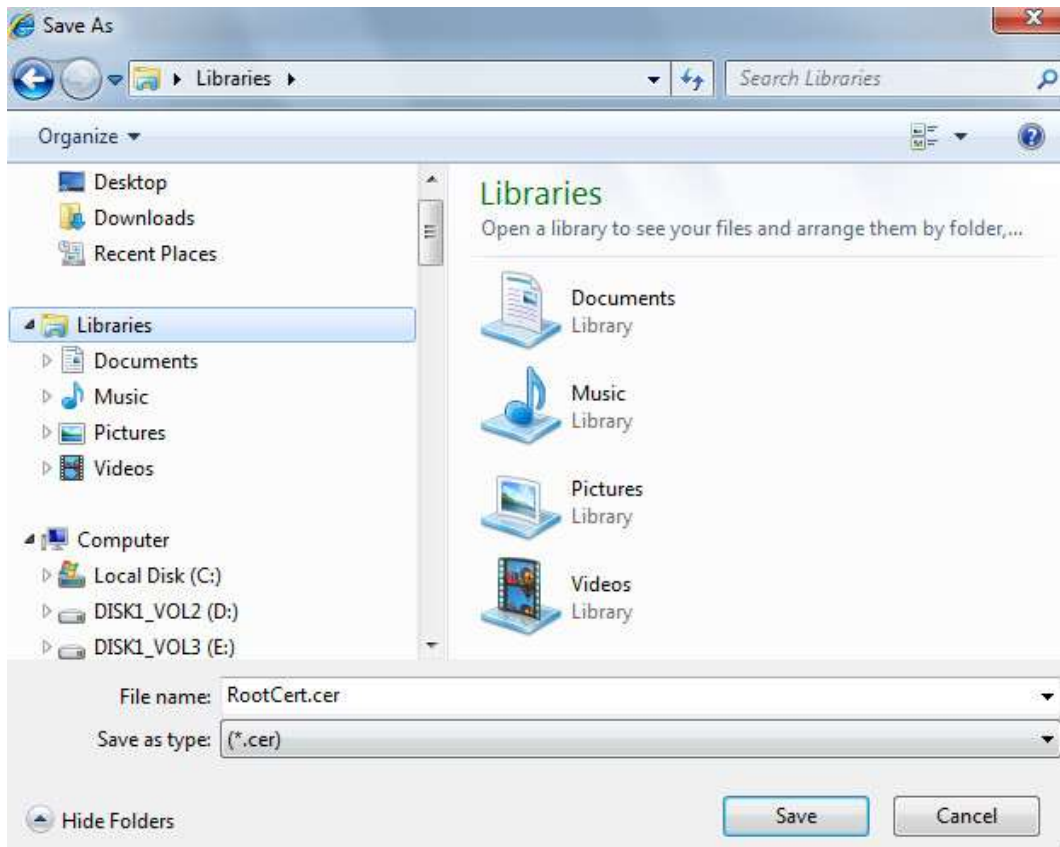 Save As
Libraries
Search Libraries
Organize
Desktop
Downloads
Recent Places
Libraries
Documents
Music
Pictures
Videos
Computer
Local Disk (C:)
DISK1_VOL2 (D:)
DISK1_VOL3 (E:)
Libraries
Open a library to see your files and arrange them by folder,...
Documents
Library
Music
Library
Pictures
Library
Videos
Library
File name: RootCert.cer
Save as type: (*.cer)
Hide Folders
Save
Cancel